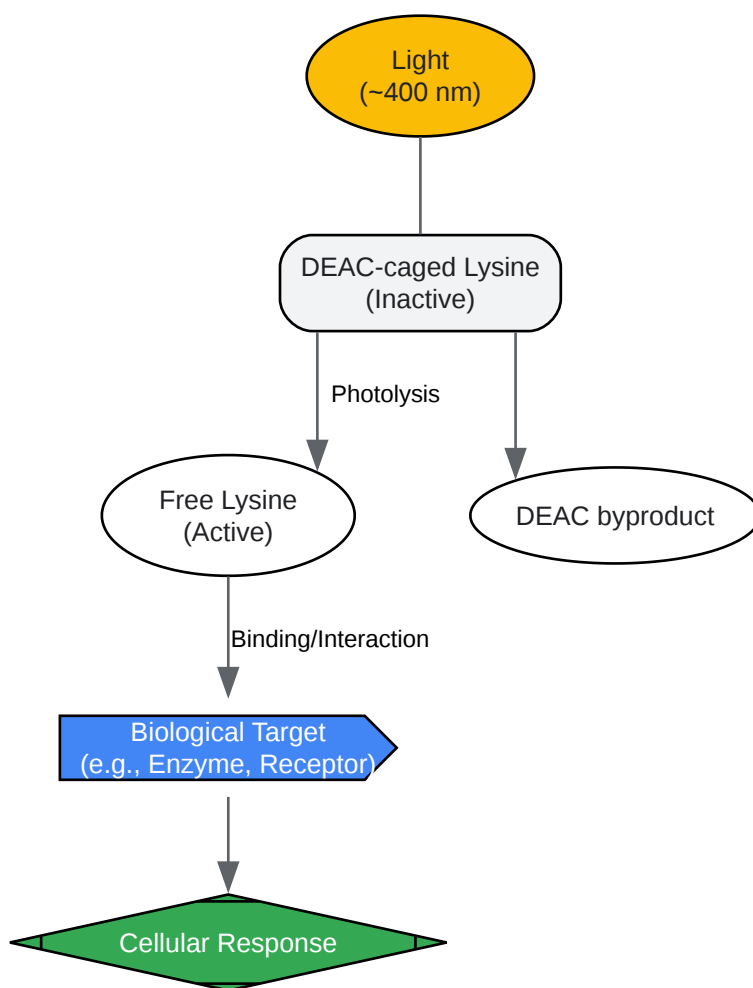 Light
(~400 nm)
DEAC-caged Lysine
(Inactive)
Photolysis
Free Lysine
(Active)
DEAC byproduct
Binding/Interaction
Biological Target
(e.g., Enzyme, Receptor)
Cellular Response